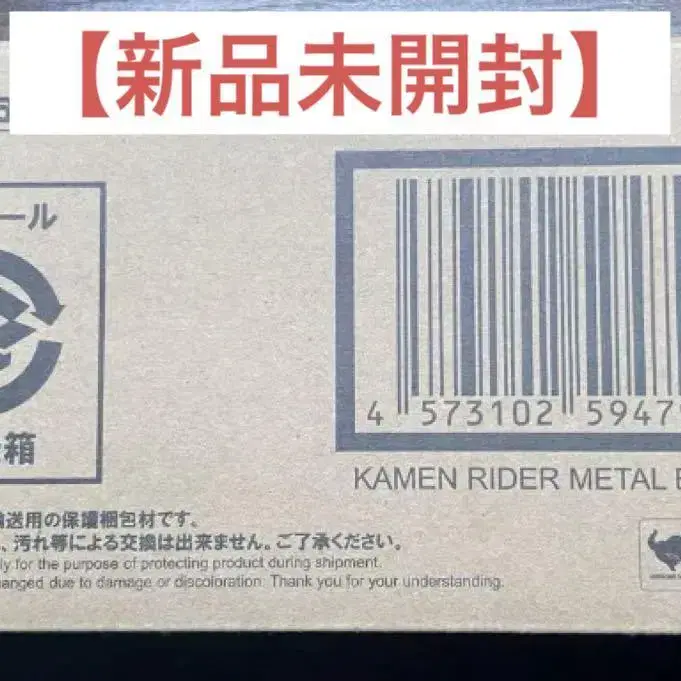 【新品未開封】
ール
箱
4 573102 5947
KAMEN RIDER METAL
送用の保護梱包材です。
、汚れ等による交換は出来ません。ご了承ください。
ly for the purpose of protecting product during shipment.
anged due to damage or discoloration. Thank you for your understanding.